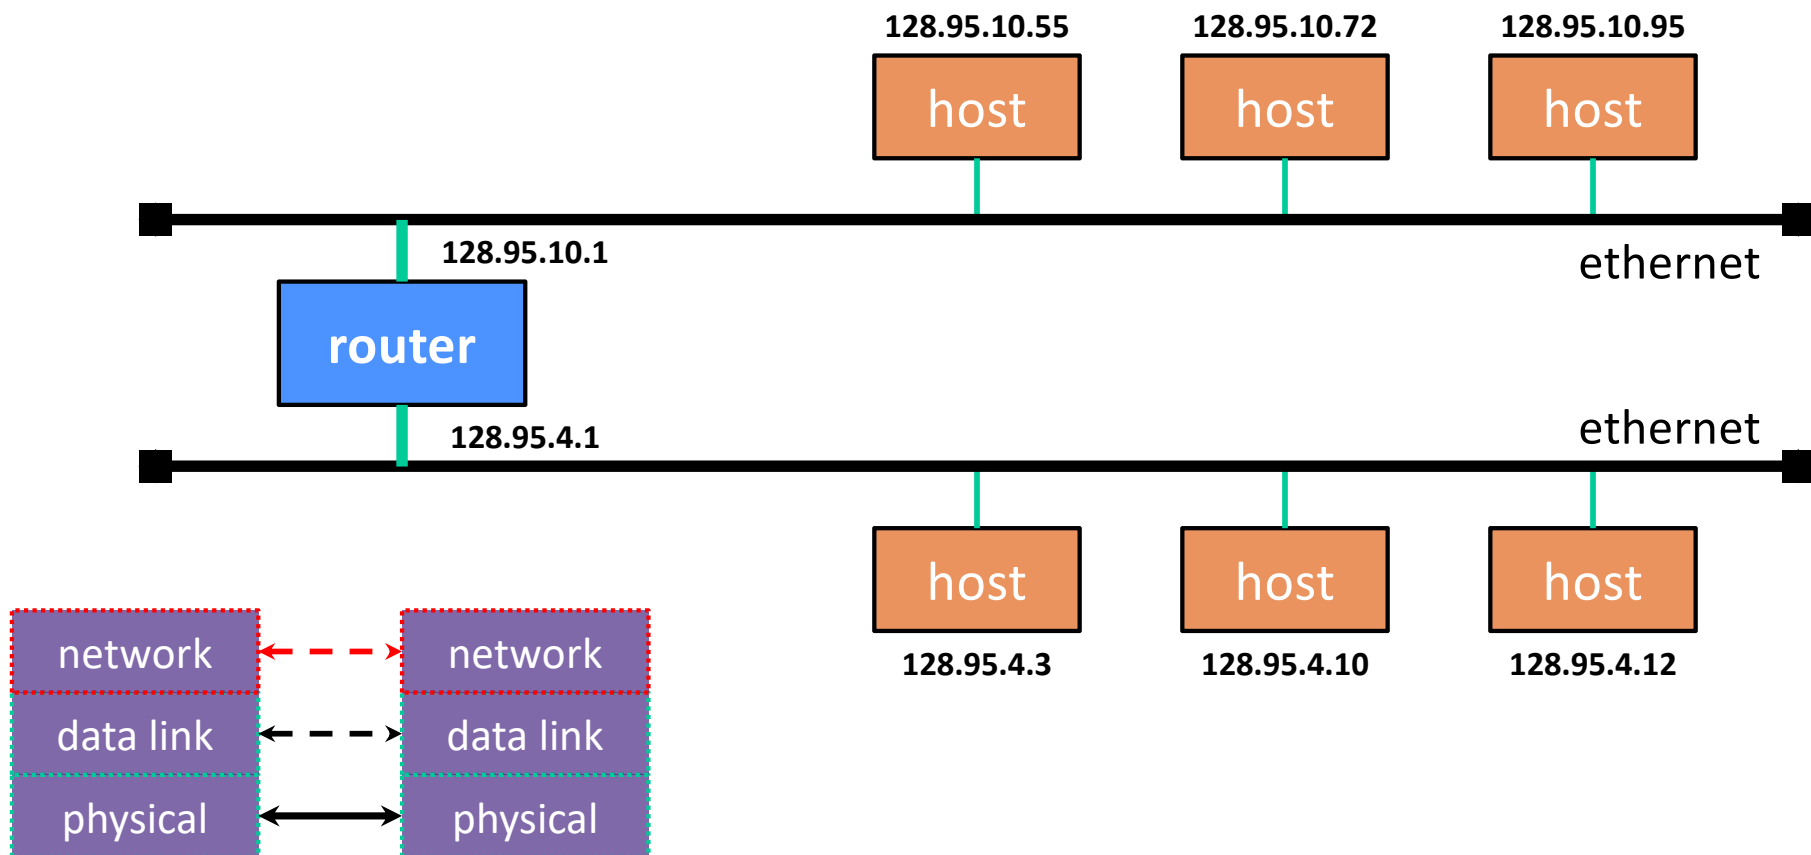 128.95.10.55 128.95.10.72 128.95.10.95
host host host
128.95.10.1
ethernet
router
128.95.4.1
ethernet
host host host
128.95.4.3 128.95.4.10 128.95.4.12
network network
data link data link
physical physical